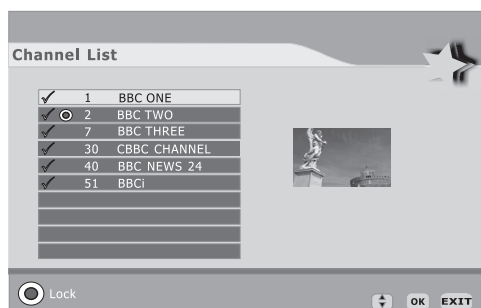 Channel List
1 BBC ONE
2 BBC TWO
7 BBC THREE
30 CBBC CHANNEL
40 BBC NEWS 24
51 BBCi
Lock
OK EXIT